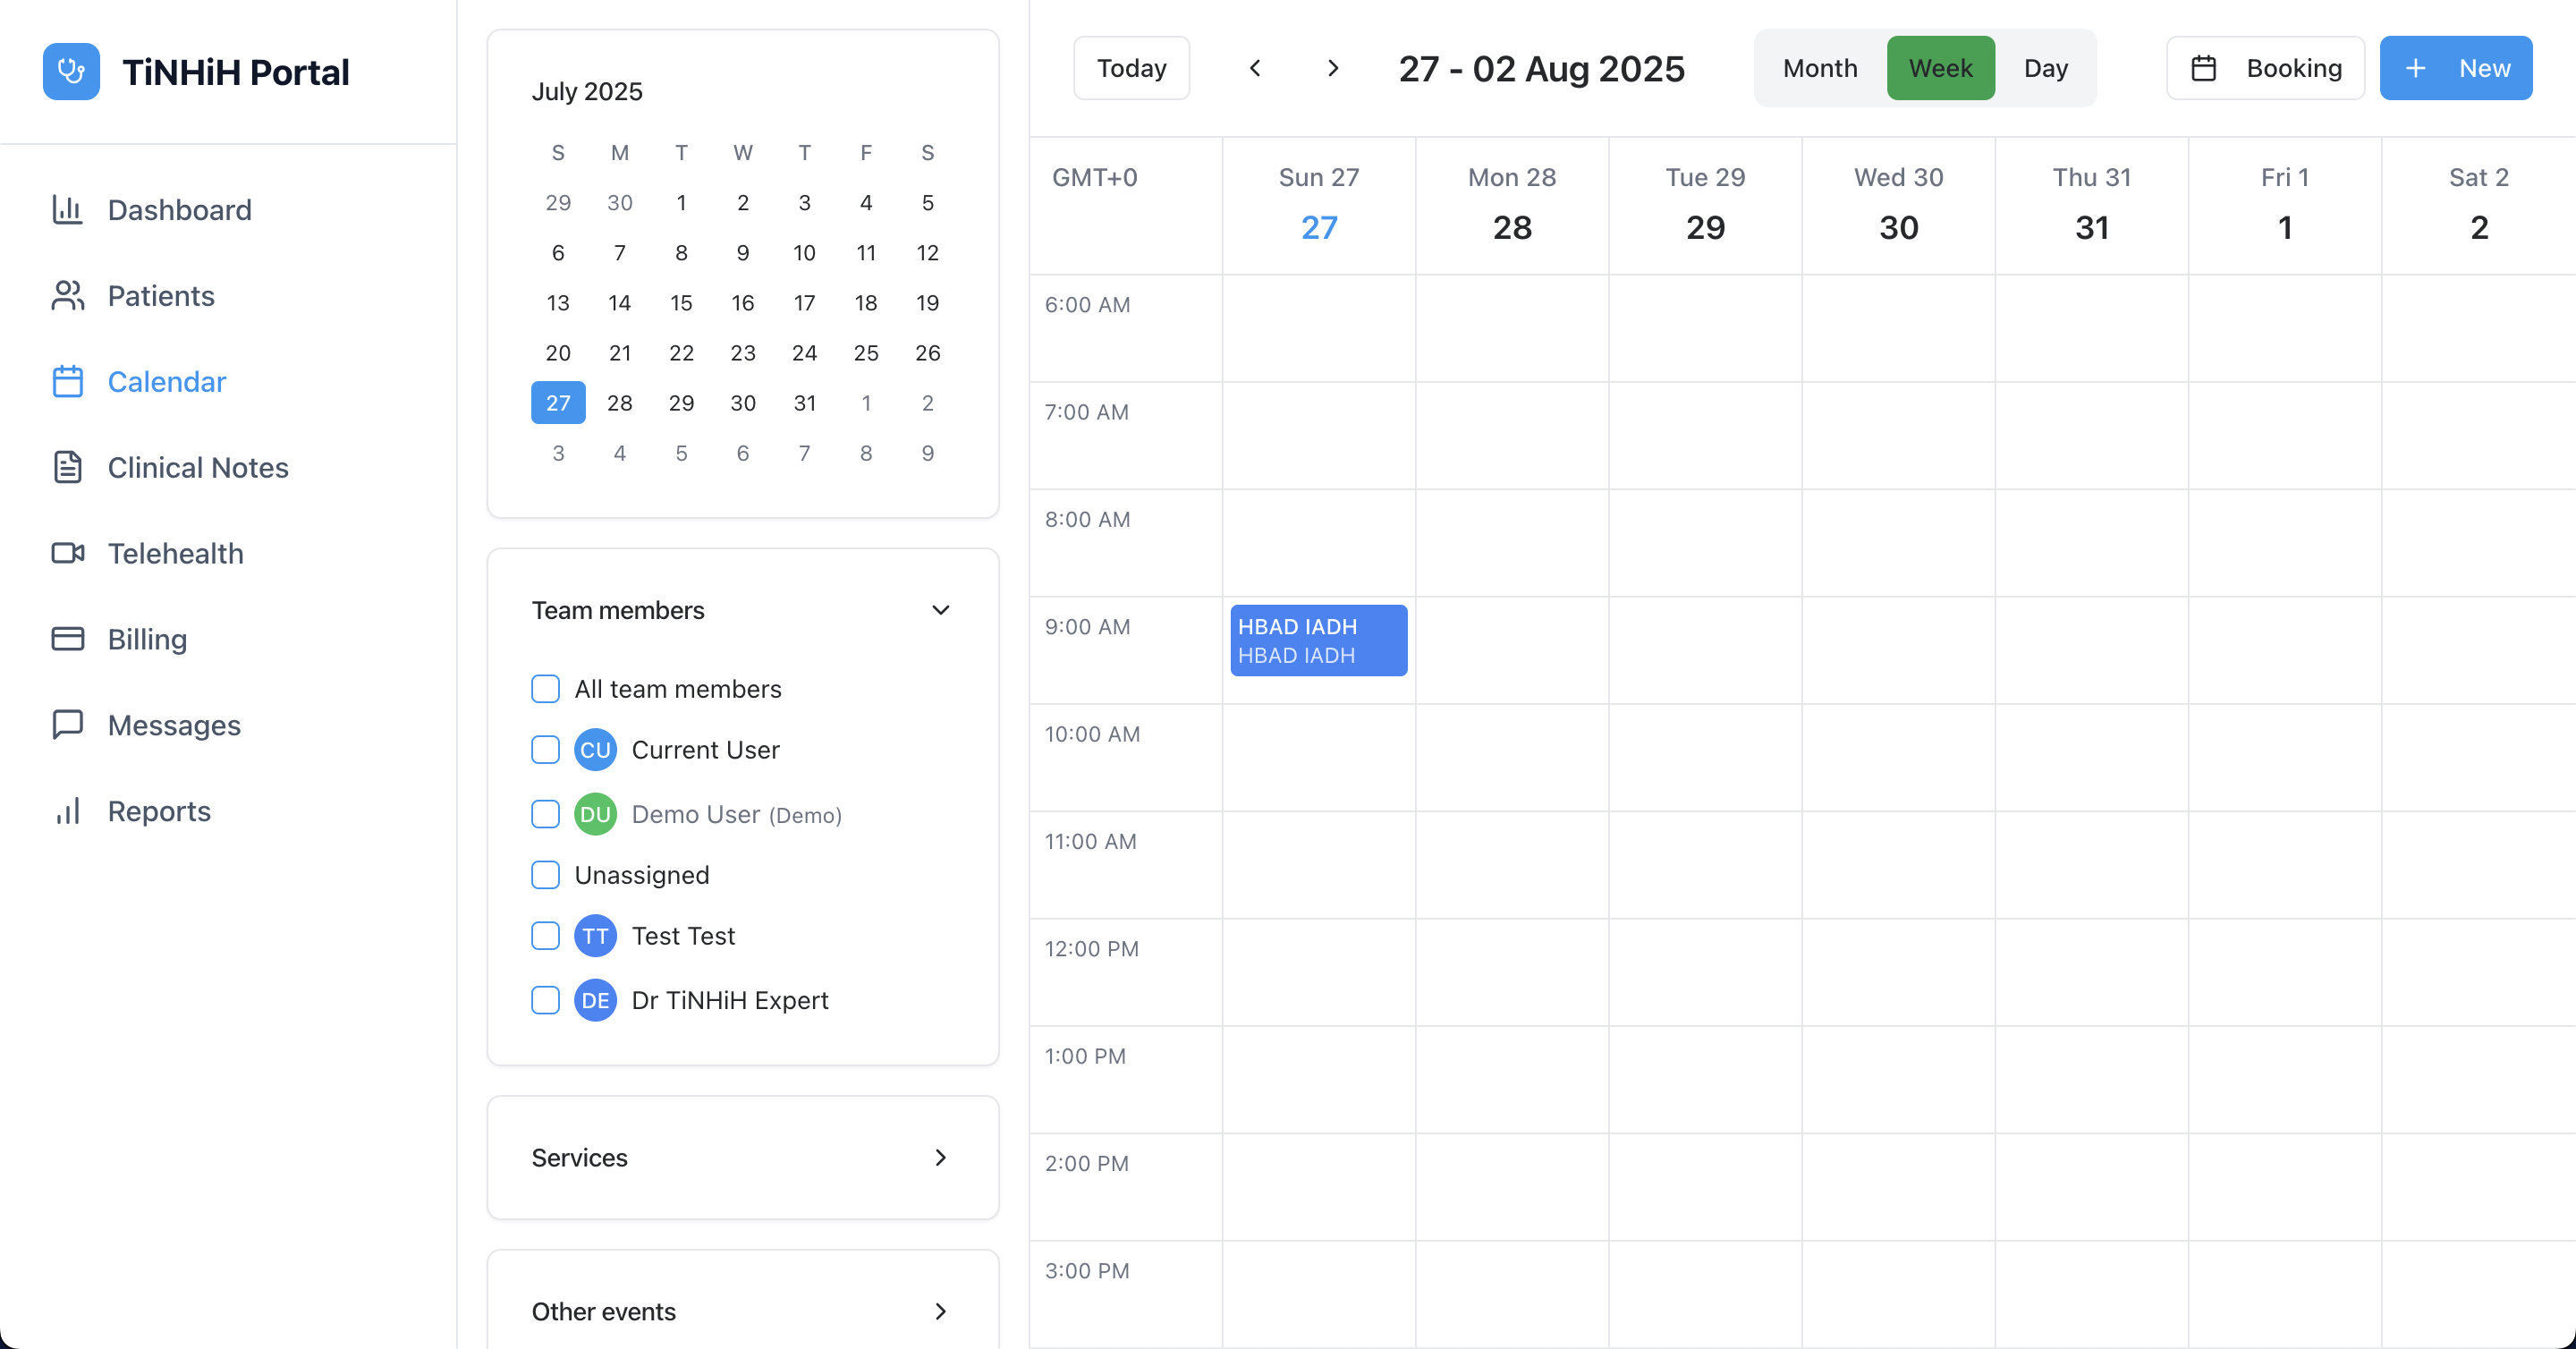 TiNHiH Portal
Dashboard
Patients
Calendar
Clinical Notes
Telehealth
Billing
Messages
Reports
July 2025
S M T W T F S
29 30 1 2 3 4 5
6 7 8 9 10 11 12
13 14 15 16 17 18 19
20 21 22 23 24 25 26
27 28 29 30 31 1 2
3 4 5 6 7 8 9
Team members
All team members
CU Current User
DU Demo User (Demo)
Unassigned
TT Test Test
DE Dr TiNHiH Expert
Services
Other events
Today 27 - 02 Aug 2025 Month Week Day Booking New
GMT+0 Sun 27 Mon 28 Tue 29 Wed 30 Thu 31 Fri 1 Sat 2
27 28 29 30 31 1 2
6:00 AM
7:00 AM
8:00 AM
9:00 AM HBAD IADH
HBAD IADH
10:00 AM
11:00 AM
12:00 PM
1:00 PM
2:00 PM
3:00 PM